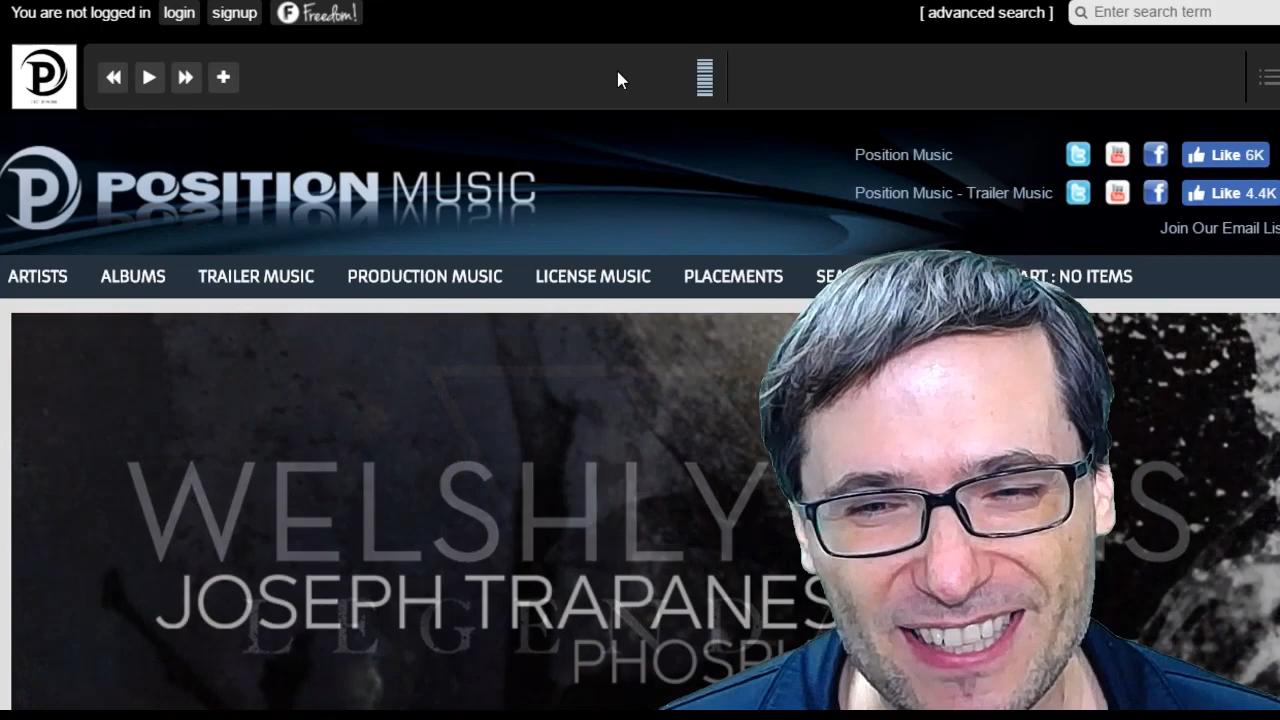 You are not logged in login signup Freedom! [ advanced search ] Enter search term
POSITION MUSIC
Position Music Like 6K
Position Music - Trailer Music Like 4.4K
Join Our Email
ARTISTS ALBUMS TRAILER MUSIC PRODUCTION MUSIC LICENSE MUSIC PLACEMENTS : NO ITEMS
WELSHLY
JOSEPH TRAPANES
LEGEND
PHOSP